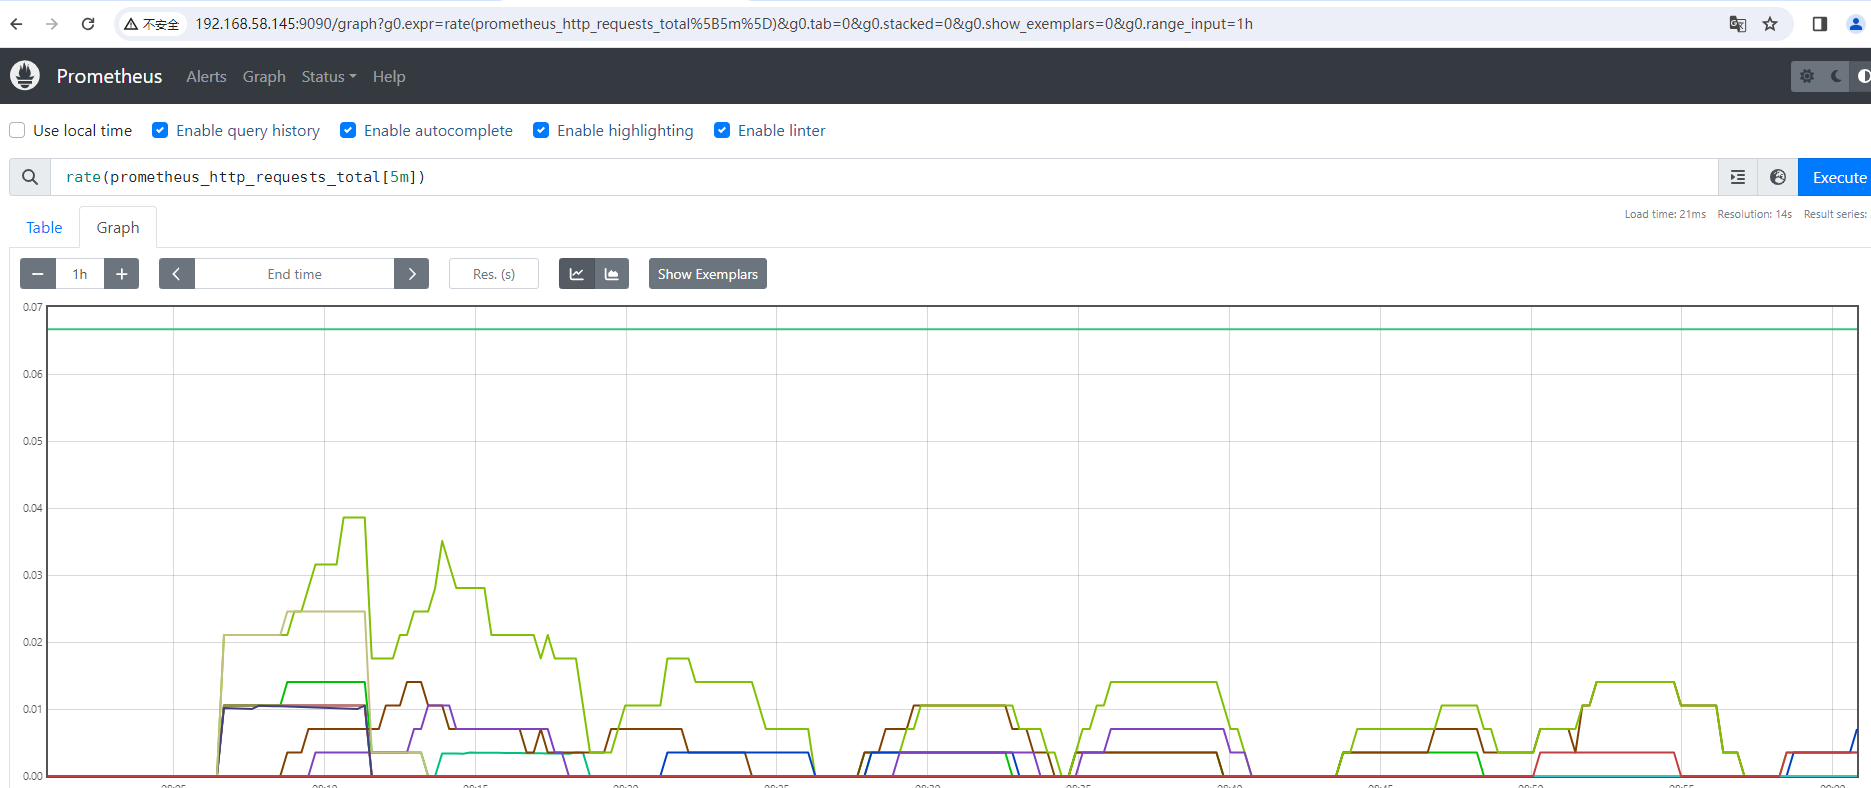 不安全 192.168.58.145:9090/graph?g0.expr=rate(prometheus_http_requests_total%5B5m%5D)&g0.tab=0&g0.stacked=0&g0.show_exemplars=0&g0.range_input=1h
Prometheus Alerts Graph Status Help
Use local time Enable query history Enable autocomplete Enable highlighting Enable linter
rate(prometheus_http_requests_total[5m]) Execute
Table Graph Load time: 21ms Resolution: 14s Result series:
1h End time Res. (s) Show Exemplars
0.07
0.06
0.05
0.04
0.03
0.02
0.01
0.00